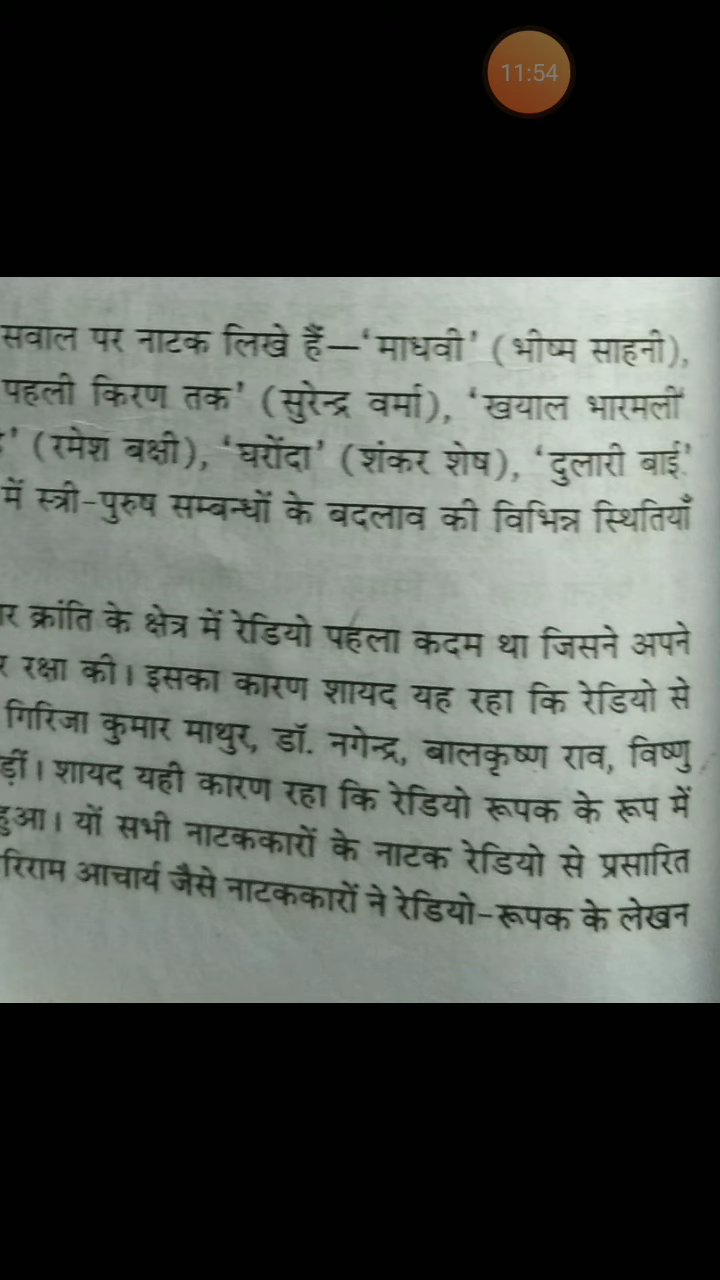 11:54
सवाल पर नाटक लिखे हैं—‘माधवी’ (भीष्म साहनी),
पहली किरण तक’ (सुरेन्द्र वर्मा), ‘खयाल भारमली
’ (रमेश बक्षी), ‘घरोंदा’ (शंकर शेष), ‘दुलारी बाई’
में स्त्री-पुरुष सम्बन्धों के बदलाव की विभिन्न स्थितियाँ
क्रांति के क्षेत्र में रेडियो पहला कदम था जिसने अपने
रक्षा की। इसका कारण शायद यह रहा कि रेडियो से
गिरिजा कुमार माथुर, डॉ. नगेन्द्र, बालकृष्ण राव, विष्णु
शायद यही कारण रहा कि रेडियो रूपक के रूप में
हुआ। यों सभी नाटककारों के नाटक रेडियो से प्रसारित
आचार्य जैसे नाटककारों ने रेडियो-रूपक के लेखन